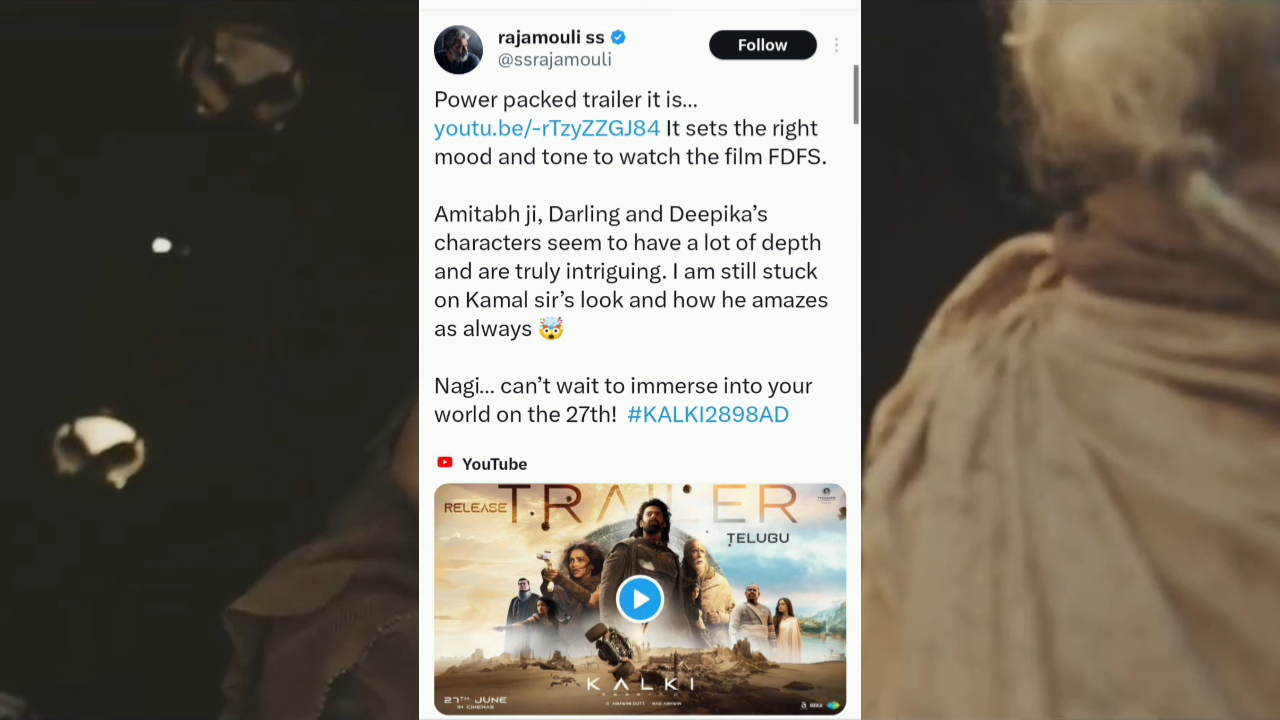 rajamouli ss
@ssrajamouli
Follow
Power packed trailer it is...
youtu.be/-rTzyZZGJ84 It sets the right
mood and tone to watch the film FDFS.
Amitabh ji, Darling and Deepika’s
characters seem to have a lot of depth
and are truly intriguing. I am still stuck
on Kamal sir’s look and how he amazes
as always 🤯
Nagi... can’t wait to immerse into your
world on the 27th! #KALKI2898AD
YouTube
RELEASE TRAILER
TELUGU
KALKI
27TH JUNE
IN CINEMAS